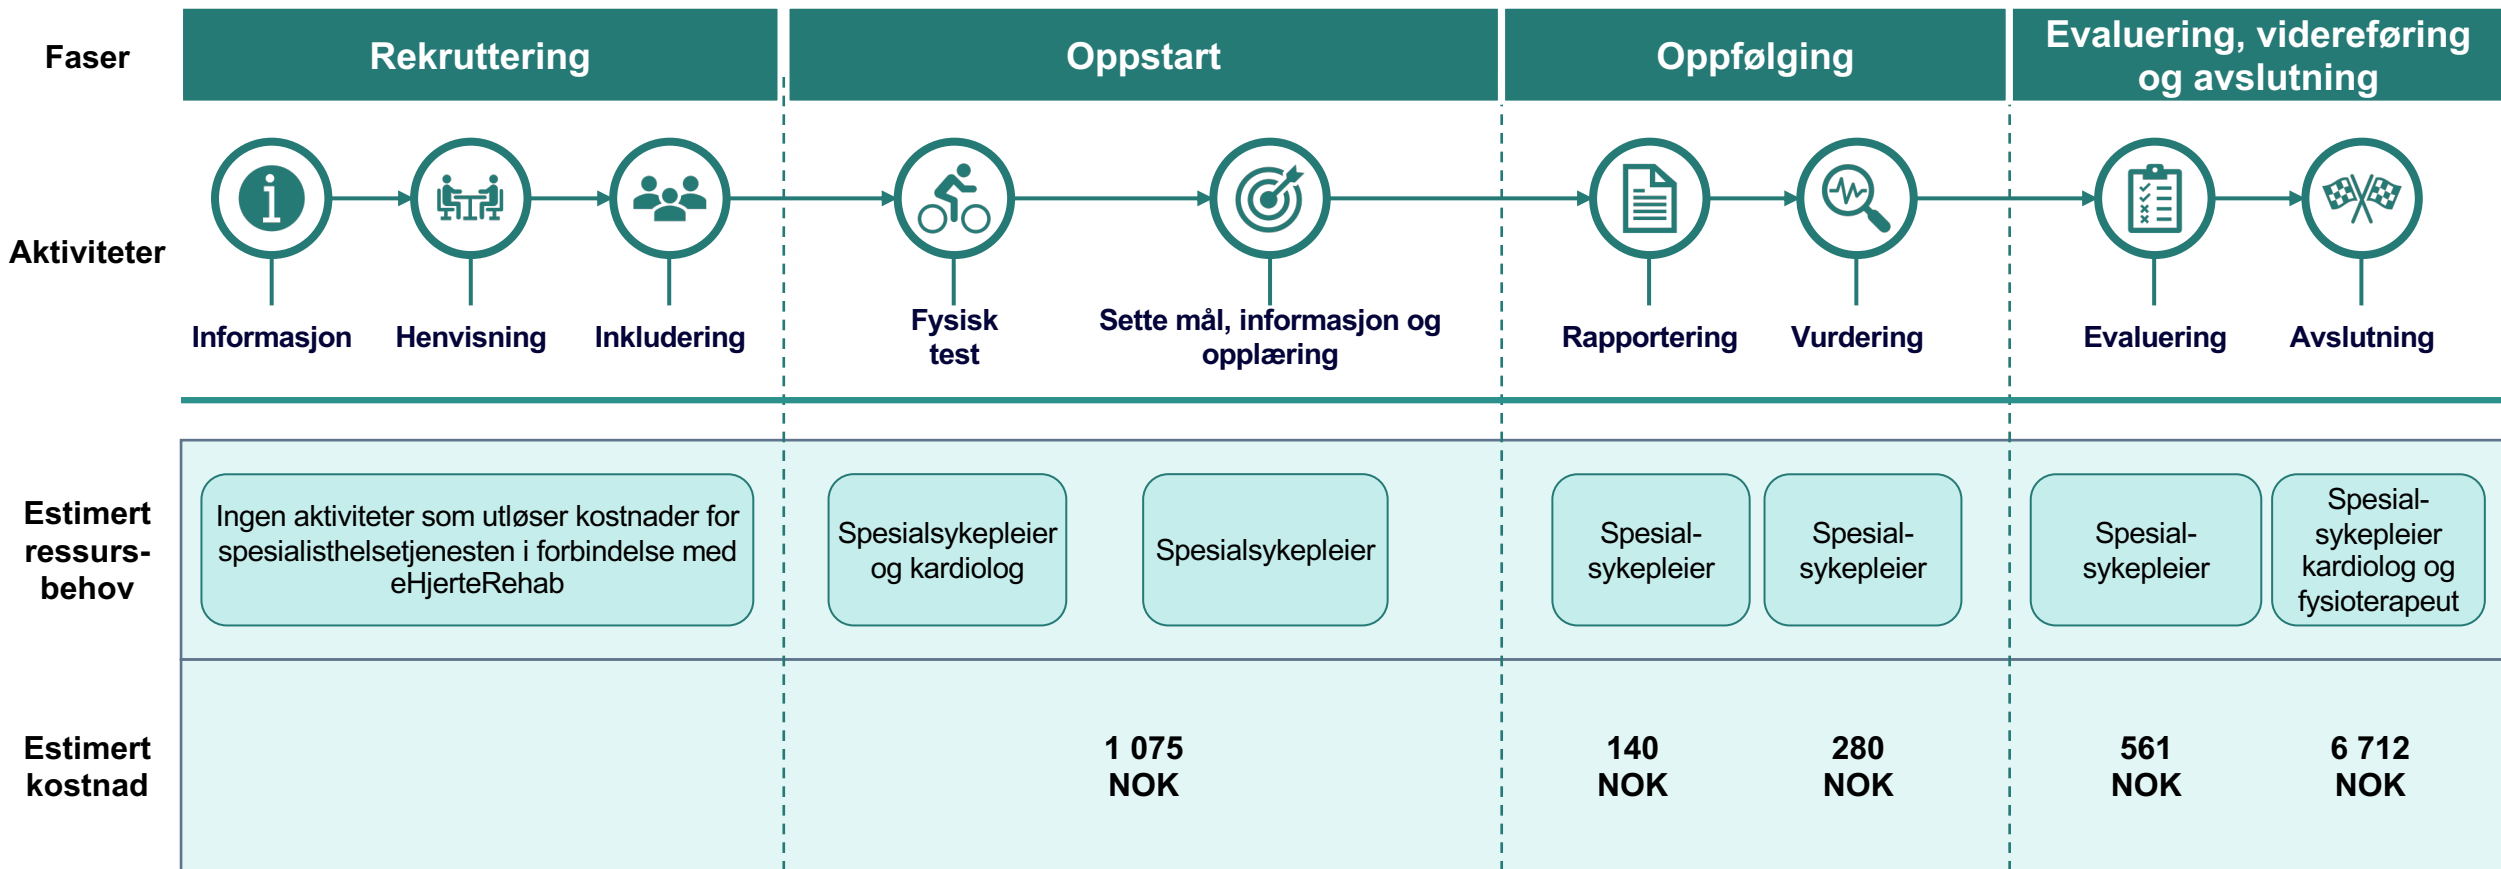 Faser
Rekruttering
Oppstart
Oppfølging
Evaluering, videreføring
og avslutning
Aktiviteter
Informasjon
Henvisning
Inkludering
Fysisk
test
Sette mål, informasjon og
opplæring
Rapportering
Vurdering
Evaluering
Avslutning
Estimert
ressurs-
behov
Ingen aktiviteter som utløser kostnader for
spesialisthelsetjenesten i forbindelse med
eHjerteRehab
Spesialsykepleier
og kardiolog
Spesialsykepleier
Spesial-
sykepleier
Spesial-
sykepleier
Spesial-
sykepleier
Spesial-
sykepleier
kardiolog og
fysioterapeut
Estimert
kostnad
1 075
NOK
140
NOK
280
NOK
561
NOK
6 712
NOK